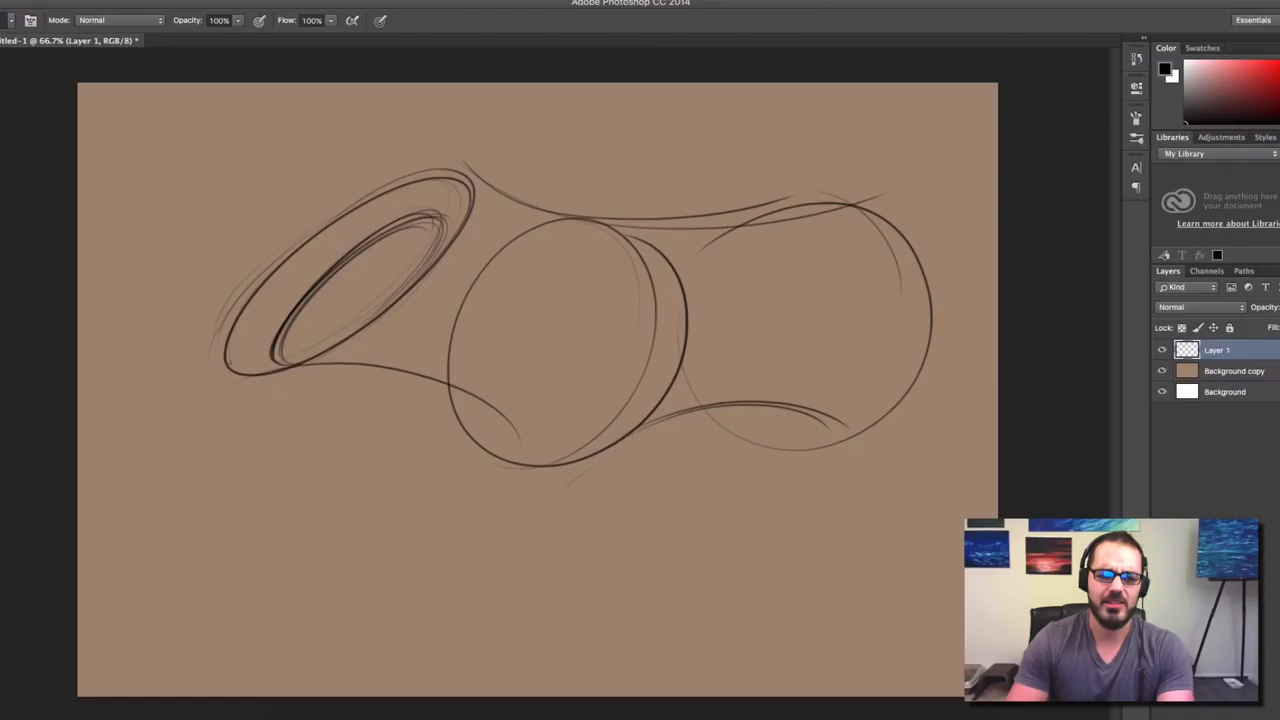 Adobe Photoshop CC 2014
Mode: Normal Opacity: 100% Flow: 100% Essentials
ntitled-1 @ 66.7% (Layer 1, RGB/8) *
Color Swatches
Libraries Adjustments Styles
My Library
Drag anything here
your document
Learn more about Librari
Layers Channels Paths
Kind T
Normal Opacity:
Lock: Fill:
Layer 1
Background copy
Background